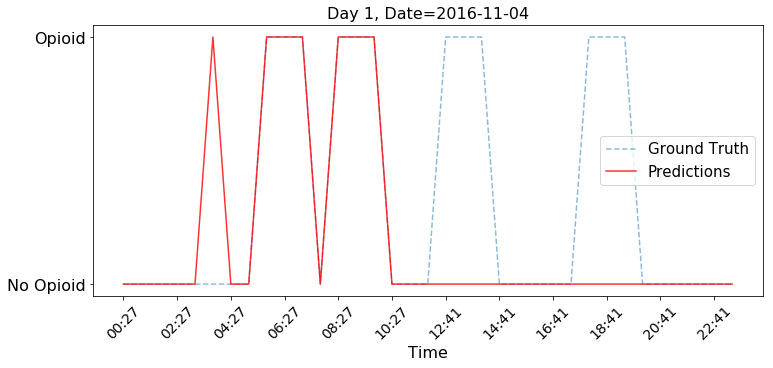 Day 1, Date=2016-11-04
Opioid
No Opioid
Ground Truth
Predictions
00:27
02:27
04:27
06:27
08:27
10:27
12:41
14:41
16:41
18:41
20:41
22:41
Time